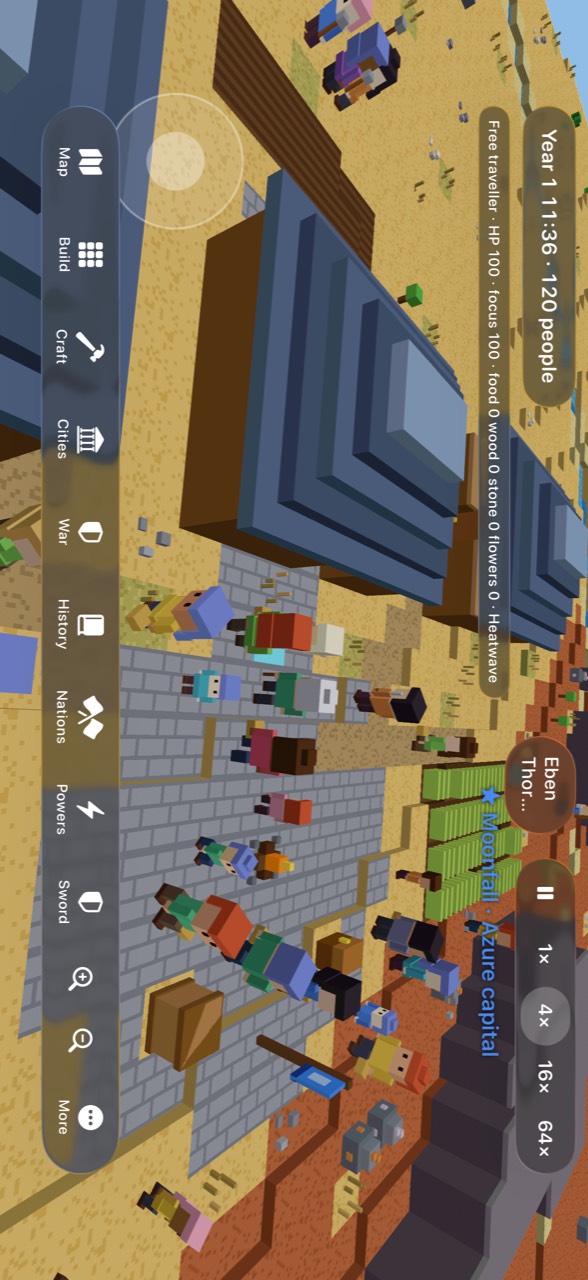 Year 1 11:36 · 120 people
Eben
Thor...
1× 4× 16× 64×
Free traveller · HP 100 · focus 100 · food 0 wood 0 stone 0 flowers 0 · Heatwave
★ Moonfall · Azure capital
Map Build Craft Cities War History Nations Powers Sword More